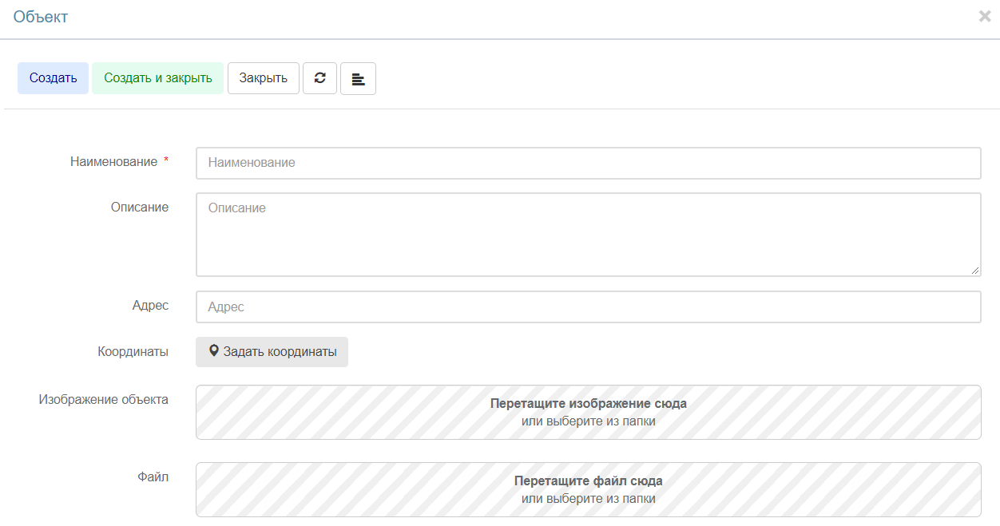 Объект
Создать Создать и закрыть Закрыть
Наименование * Наименование
Описание Описание
Адрес Адрес
Координаты Задать координаты
Изображение объекта Перетащите изображение сюда
или выберите из папки
Файл Перетащите файл сюда
или выберите из папки